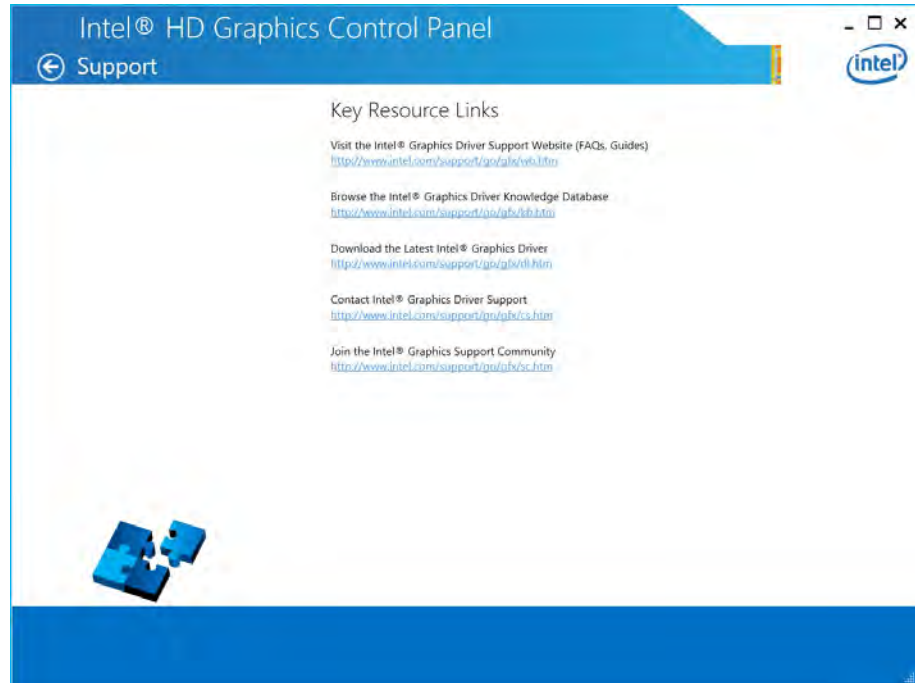 Intel® HD Graphics Control Panel
Support
intel
Key Resource Links
Visit the Intel® Graphics Driver Support Website (FAQs, Guides)
http://www.intel.com/support/go/gfx/wb.htm
Browse the Intel® Graphics Driver Knowledge Database
http://www.intel.com/support/go/gfx/kb.htm
Download the Latest Intel® Graphics Driver
http://www.intel.com/support/go/gfx/dl.htm
Contact Intel® Graphics Driver Support
http://www.intel.com/support/go/gfx/cs.htm
Join the Intel® Graphics Support Community
http://www.intel.com/support/go/gfx/sc.htm